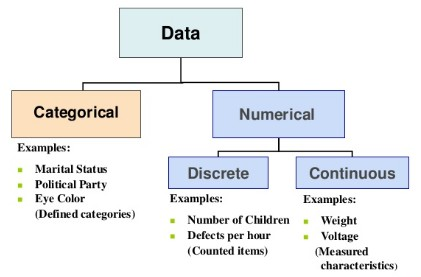 Data
Categorical
Numerical
Examples:
Marital Status
Political Party
Eye Color
(Defined categories)
Discrete
Continuous
Examples:
Number of Children
Defects per hour
(Counted items)
Examples:
Weight
Voltage
(Measured
characteristics)